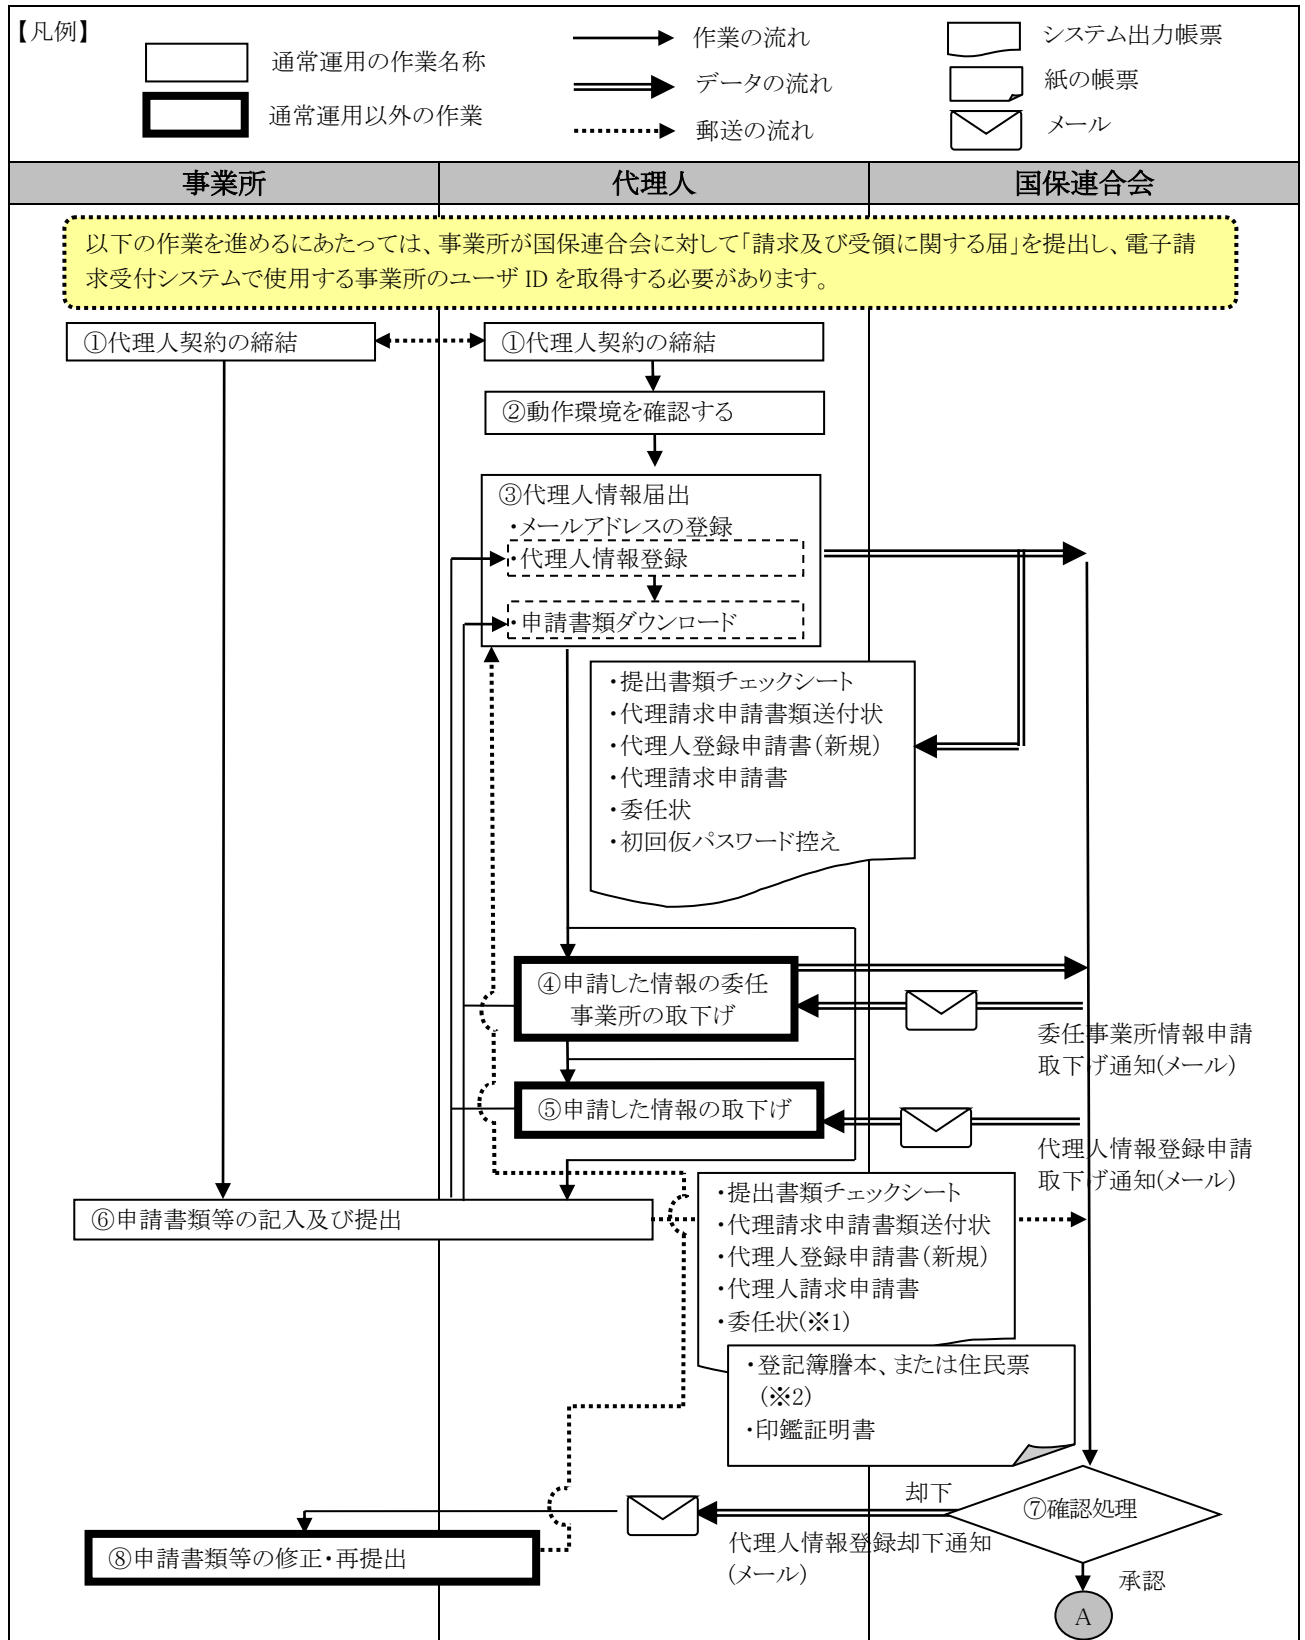 【凡例】
通常運用の作業名称
通常運用以外の作業
作業の流れ
データの流れ
郵送の流れ
システム出力帳票
紙の帳票
メール
事業所
代理人
国保連合会
以下の作業を進めるにあたっては、事業所が国保連合会に対して「請求及び受領に関する届」を提出し、電子請
求受付システムで使用する事業所のユーザ ID を取得する必要があります。
①代理人契約の締結
①代理人契約の締結
②動作環境を確認する
③代理人情報届出
・メールアドレスの登録
・代理人情報登録
・申請書類ダウンロード
・提出書類チェックシート
・代理請求申請書類送付状
・代理人登録申請書(新規)
・代理請求申請書
・委任状
・初回仮パスワード控え
④申請した情報の委任
事業所の取下げ
委任事業所情報申請
取下げ通知(メール)
⑤申請した情報の取下げ
代理人情報登録申請
取下げ通知(メール)
⑥申請書類等の記入及び提出
・提出書類チェックシート
・代理請求申請書類送付状
・代理人登録申請書(新規)
・代理人請求申請書
・委任状(※1)
・登記簿謄本、または住民票
(※2)
・印鑑証明書
却下
⑦確認処理
代理人情報登録却下通知
(メール)
⑧申請書類等の修正・再提出
承認
A